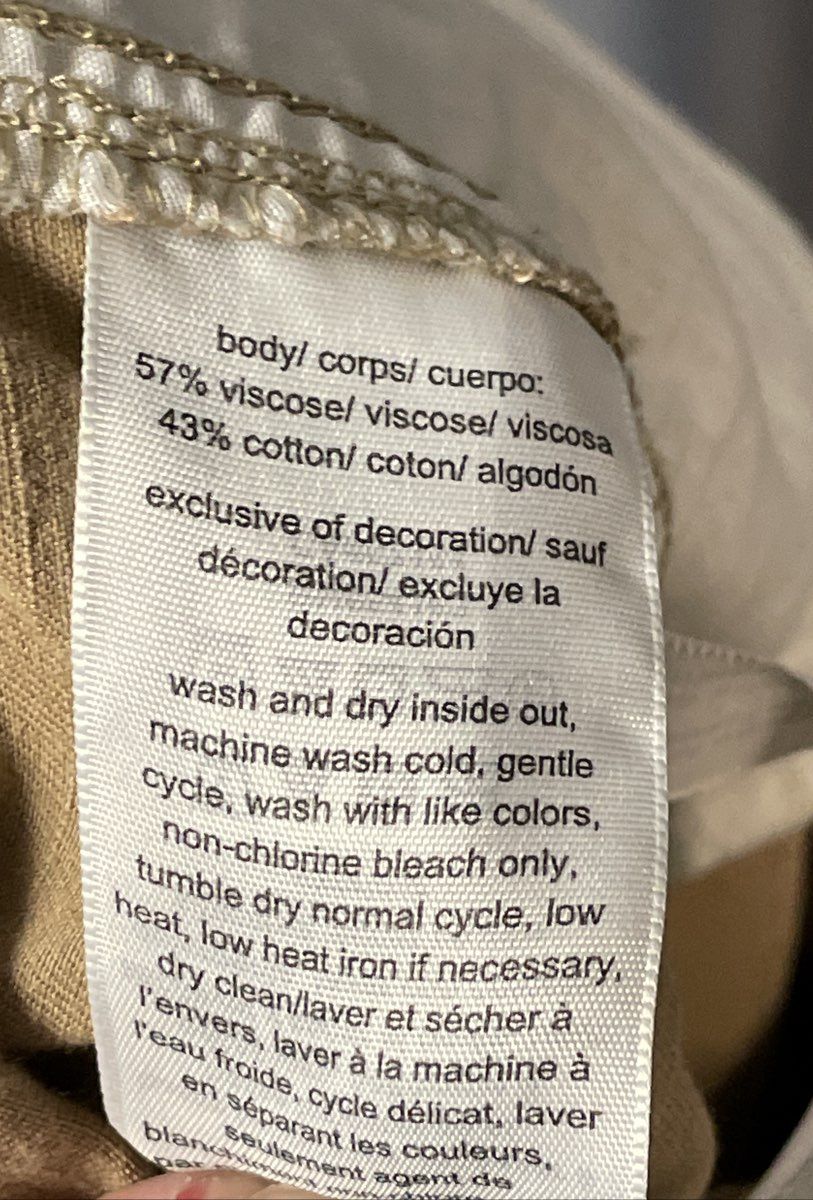 body/ corps/ cuerpo:
57% viscose/ viscose/ viscosa
43% cotton/ coton/ algodón
exclusive of decoration/ sauf
décoration/ excluye la
decoración
wash and dry inside out,
machine wash cold, gentle
cycle, wash with like colors,
non-chlorine bleach only,
tumble dry normal cycle, low
heat, low heat iron if necessary,
dry clean/laver et sécher à
l'envers, laver à la machine à
l'eau froide, cycle délicat, laver
en séparant les couleurs,
seulement agent de